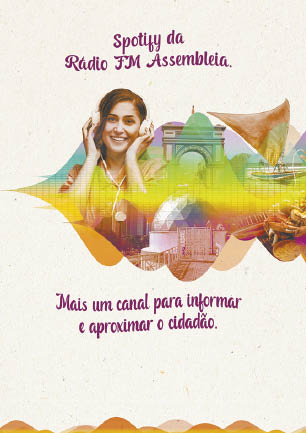 Spotify da
Rádio FM Assembleia.
Mais um canal para informar
e aproximar o cidadão.